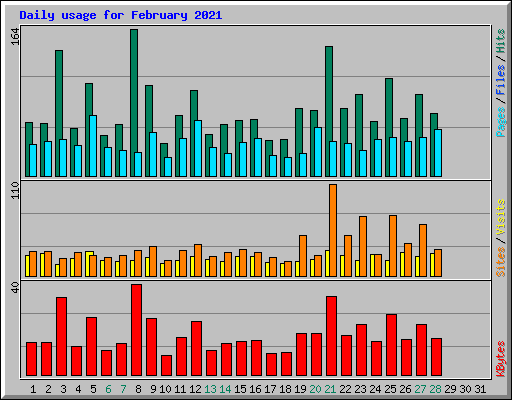 Daily usage for February 2021
164
Pages / Files / Hits
110
Sites / Visits
40
KBytes
1 2 3 4 5 6 7 8 9 10 11 12 13 14 15 16 17 18 19 20 21 22 23 24 25 26 27 28 29 30 31